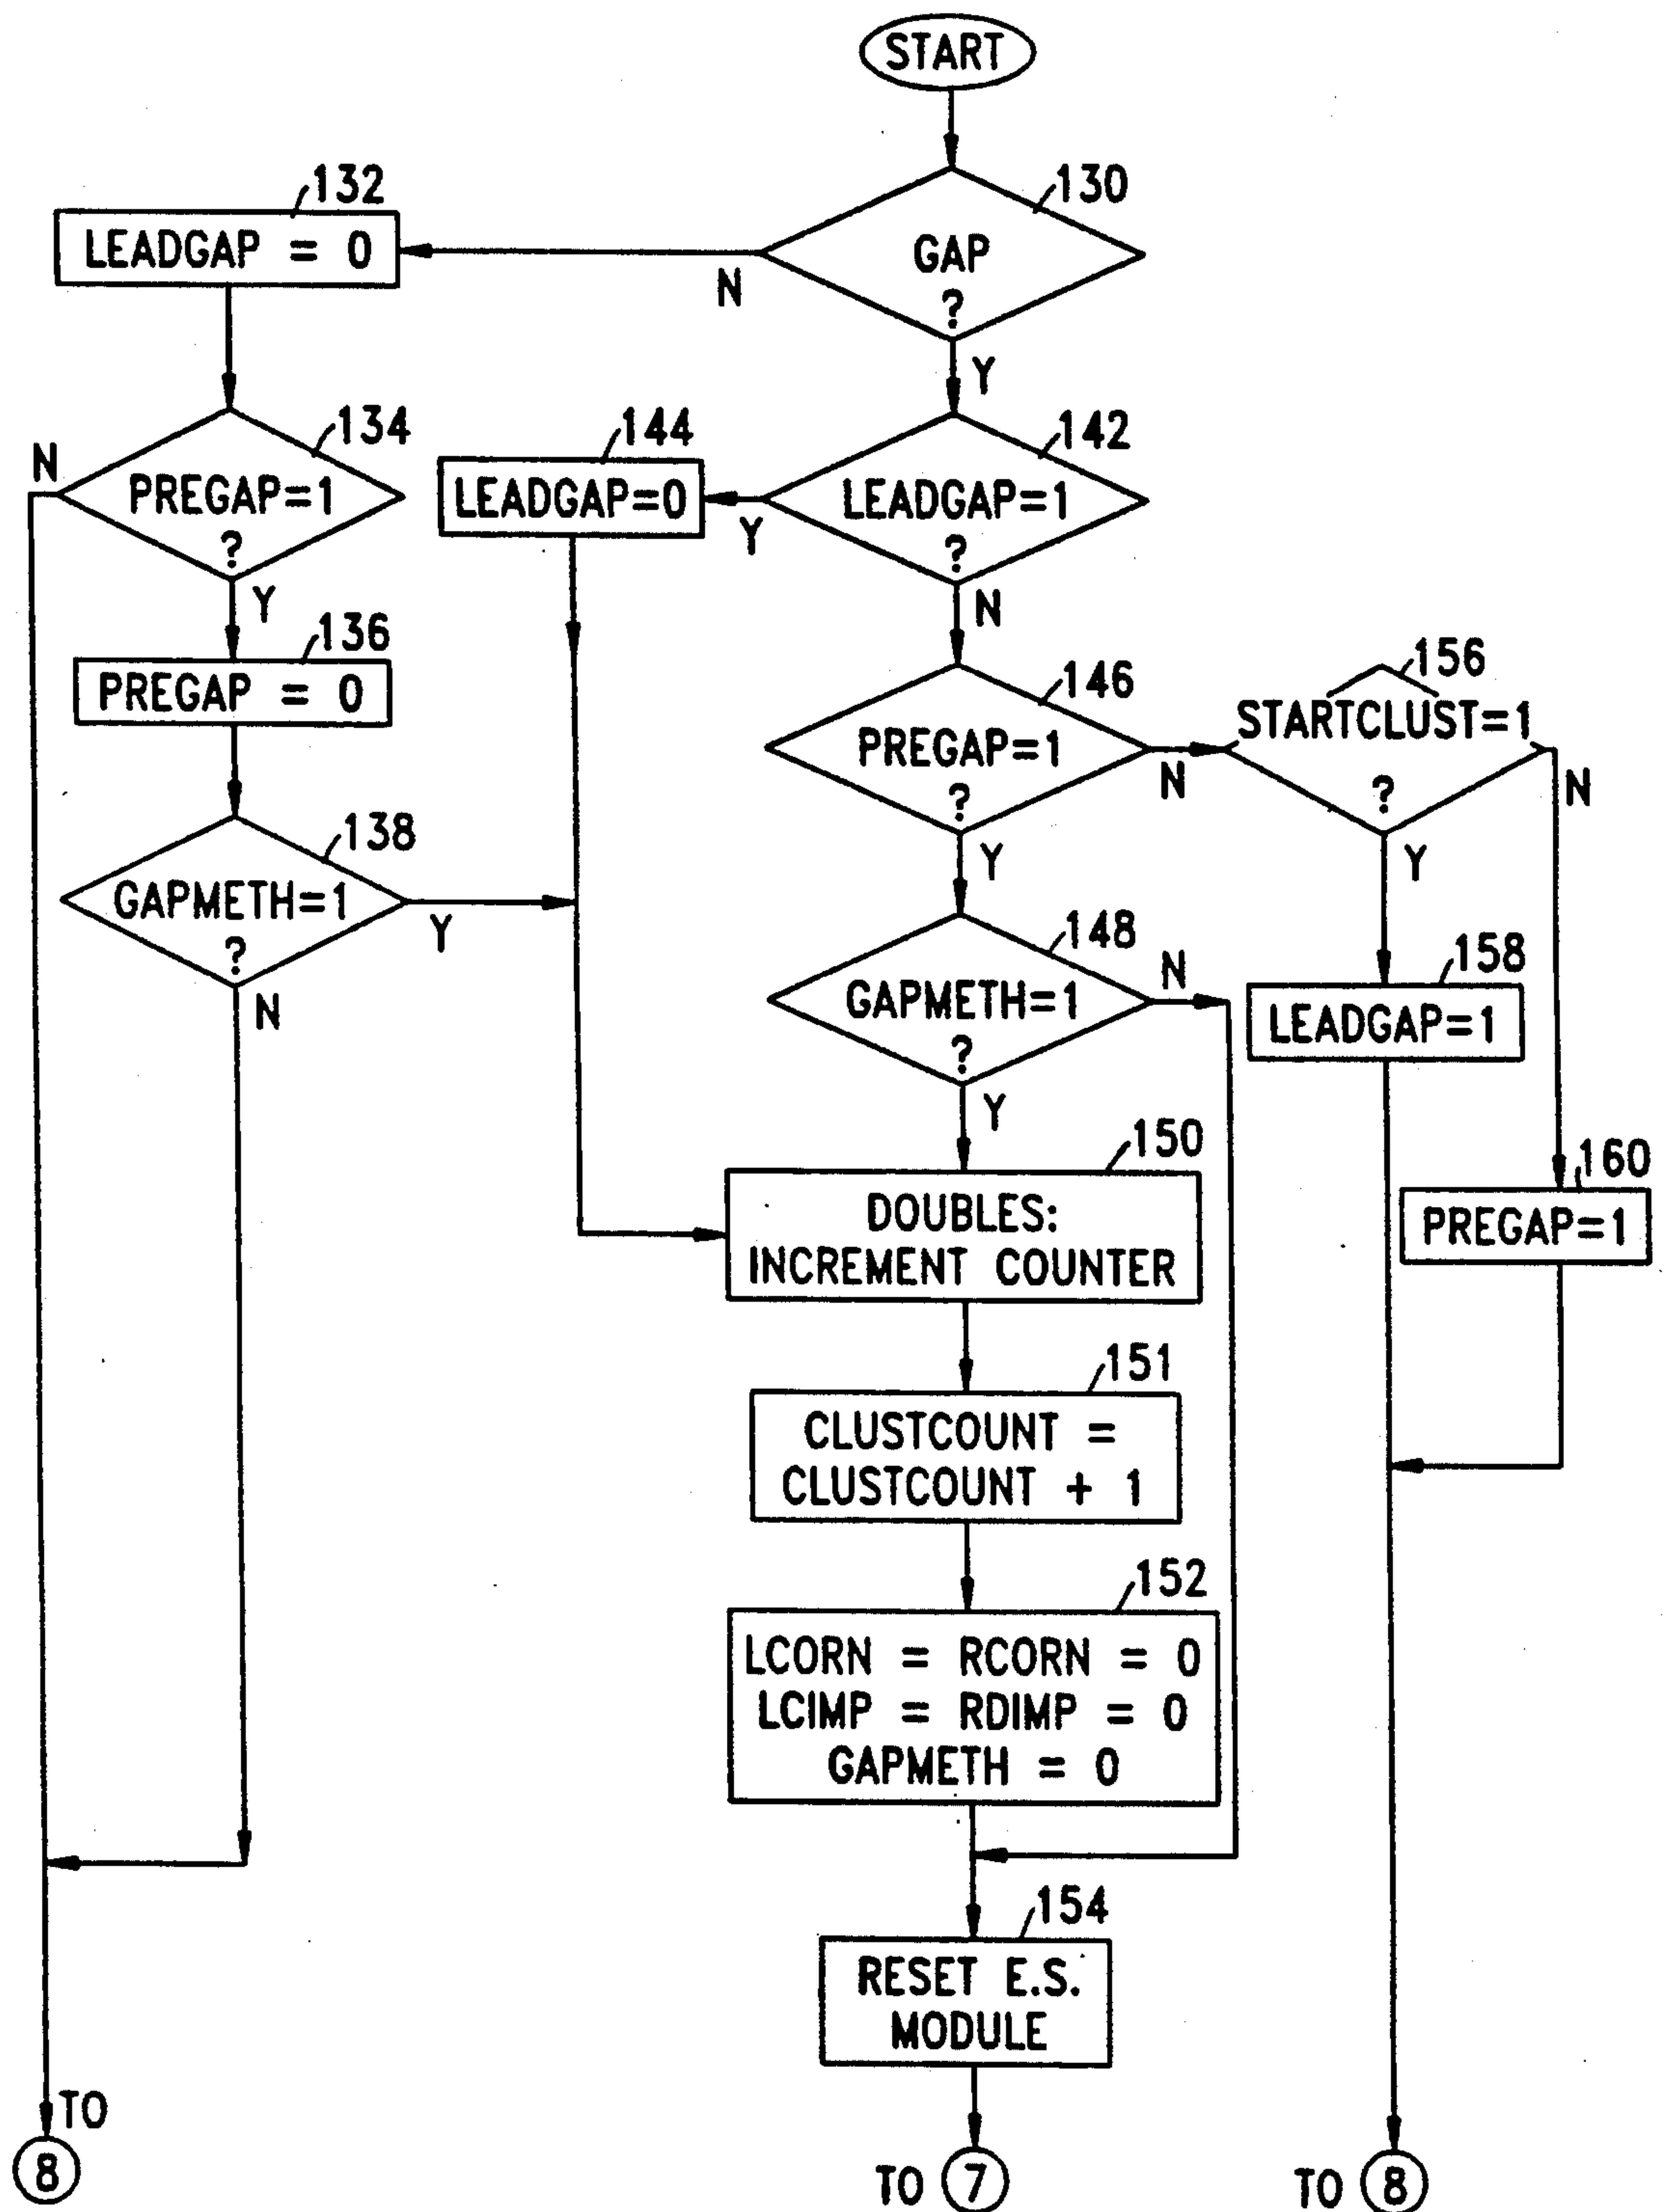 START
130
GAP
?
N
Y
132
LEADGAP = 0
134
N
PREGAP=1
?
Y
136
PREGAP = 0
138
GAPMETH=1
?
Y
N
142
LEADGAP=1
?
Y
N
144
LEADGAP=0
146
PREGAP=1
?
N
Y
148
GAPMETH=1
?
N
Y
150
DOUBLES:
INCREMENT COUNTER
151
CLUSTCOUNT =
CLUSTCOUNT + 1
152
LCORN = RCORN = 0
LCIMP = RDIMP = 0
GAPMETH = 0
154
RESET E.S.
MODULE
156
STARTCLUST=1
?
N
Y
158
LEADGAP=1
160
PREGAP=1
TO
8
TO 7
TO 8